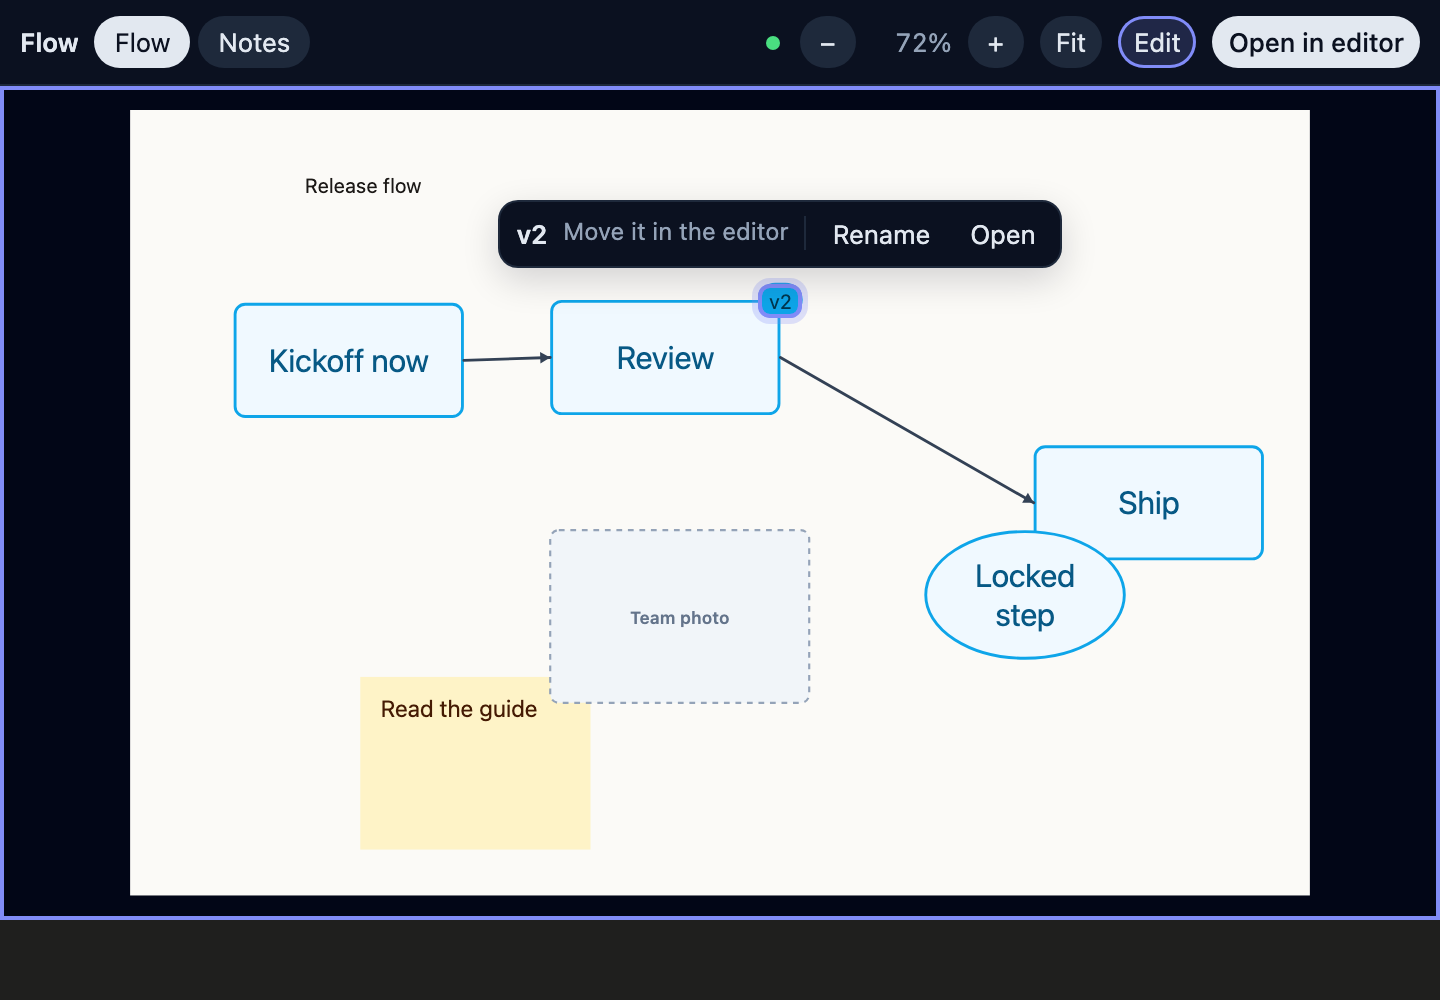 Flow Flow Notes − 72% + Fit Edit Open in editor
Release flow
v2 Move it in the editor Rename Open
v2
Kickoff now
Review
Ship
Locked
step
Team photo
Read the guide